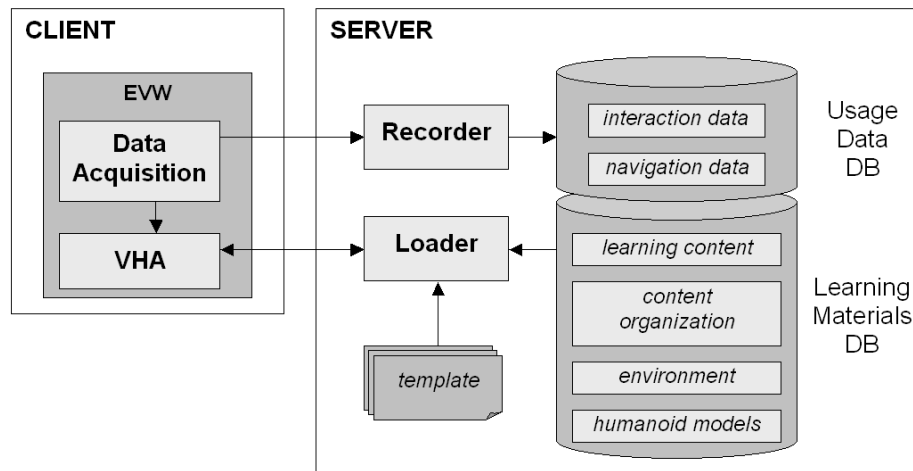 CLIENT
EVW
Data
Acquisition
VHA
SERVER
Recorder
Loader
template
interaction data
navigation data
Usage
Data
DB
learning content
content
organization
environment
humanoid models
Learning
Materials
DB